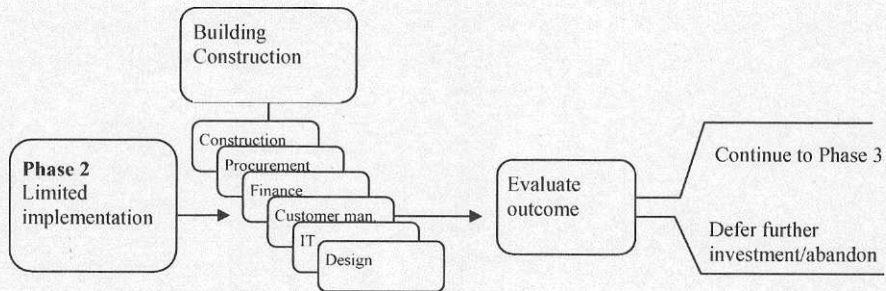 Building
Construction
Construction
Procurement
Finance
Customer man.
IT
Design
Phase 2
Limited
implementation
Evaluate
outcome
Continue to Phase 3
Defer further
investment/abandon